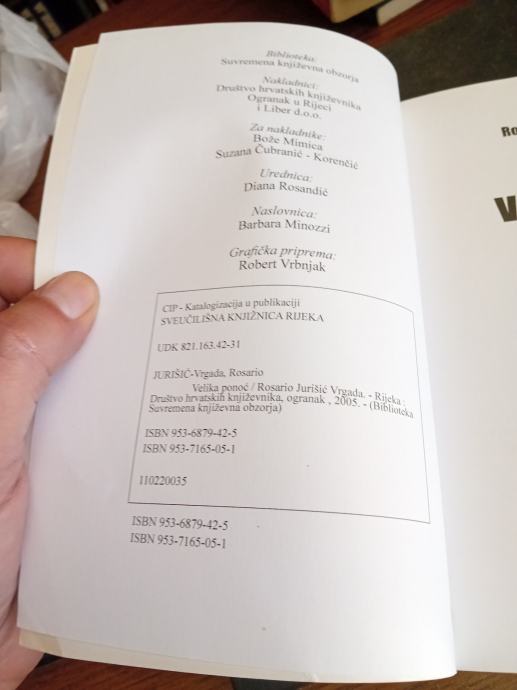 Biblioteka:
Suvremena književna obzorja
Nakladnici:
Društvo hrvatskih književnika
Ogranak u Rijeci
i Liber d.o.o.
Za nakladnike:
Bože Mimica
Suzana Čubranić - Korenčić
Urednica:
Diana Rosandić
Naslovnica:
Barbara Minozzi
Grafička priprema:
Robert Vrbnjak
CIP - Katalogizacija u publikaciji
SVEUČILIŠNA KNJIŽNICA RIJEKA
UDK 821.163.42-31
JURIŠIĆ-Vrgada, Rosario
Velika ponoć / Rosario Jurišić Vrgada. - Rijeka :
Društvo hrvatskih književnika, ogranak , 2005. - (Biblioteka
Suvremena književna obzorja)
ISBN 953-6879-42-5
ISBN 953-7165-05-1
110220035
ISBN 953-6879-42-5
ISBN 953-7165-05-1
Ro
V